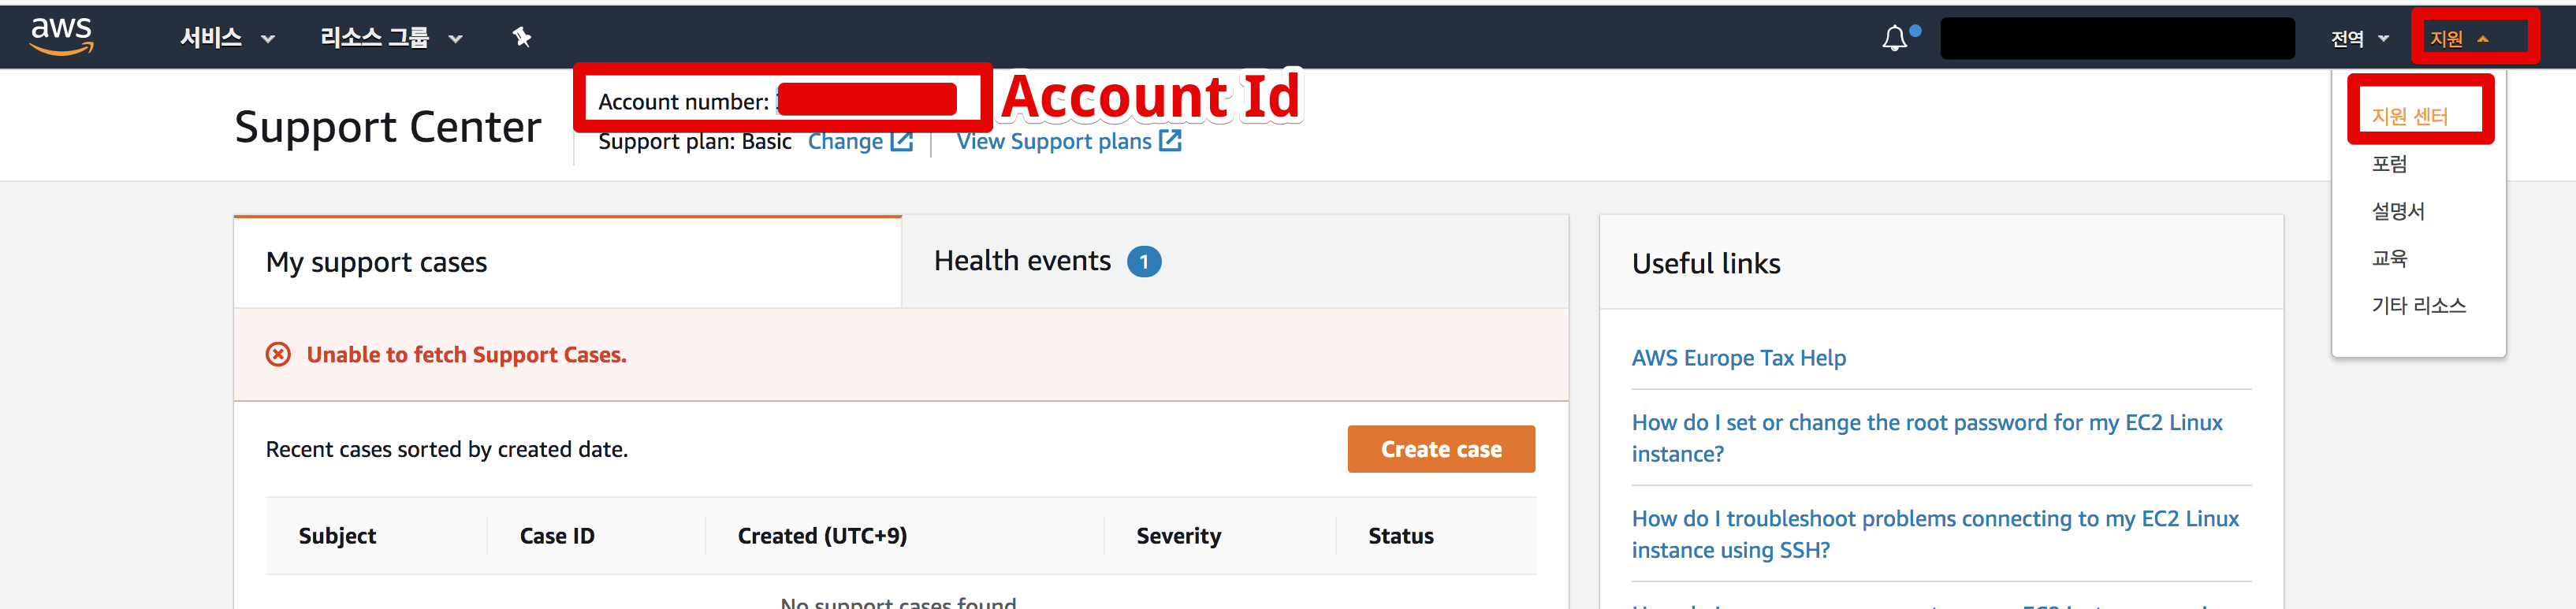 aws 서비스 리소스 그룹 전역 지원
Account number: Account Id
Support Center
Support plan: Basic Change View Support plans
지원 센터
포럼
설명서
교육
기타 리소스
My support cases
Health events 1
Unable to fetch Support Cases.
Recent cases sorted by created date.
Create case
Subject Case ID Created (UTC+9) Severity Status
No support cases found
Useful links
AWS Europe Tax Help
How do I set or change the root password for my EC2 Linux
instance?
How do I troubleshoot problems connecting to my EC2 Linux
instance using SSH?